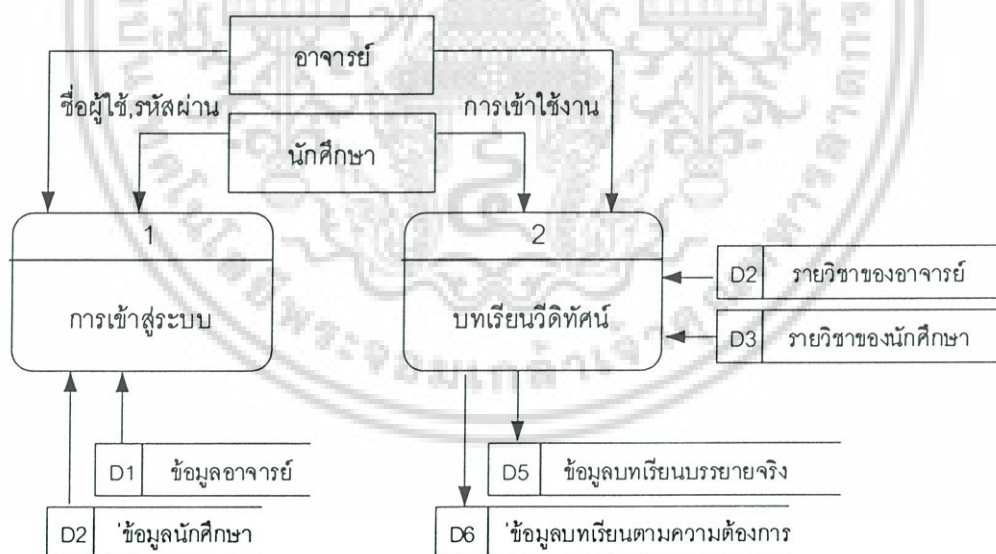 อาจารย์
ชื่อผู้ใช้,รหัสผ่าน
การเข้าใช้งาน
นักศึกษา
1
การเข้าสู่ระบบ
2
บทเรียนวีดิทัศน์
D2 รายวิชาของอาจารย์
D3 รายวิชาของนักศึกษา
D1 ข้อมูลอาจารย์
D2 ข้อมูลนักศึกษา
D5 ข้อมูลบทเรียนบรรยายจริง
D6 ข้อมูลบทเรียนตามความต้องการ